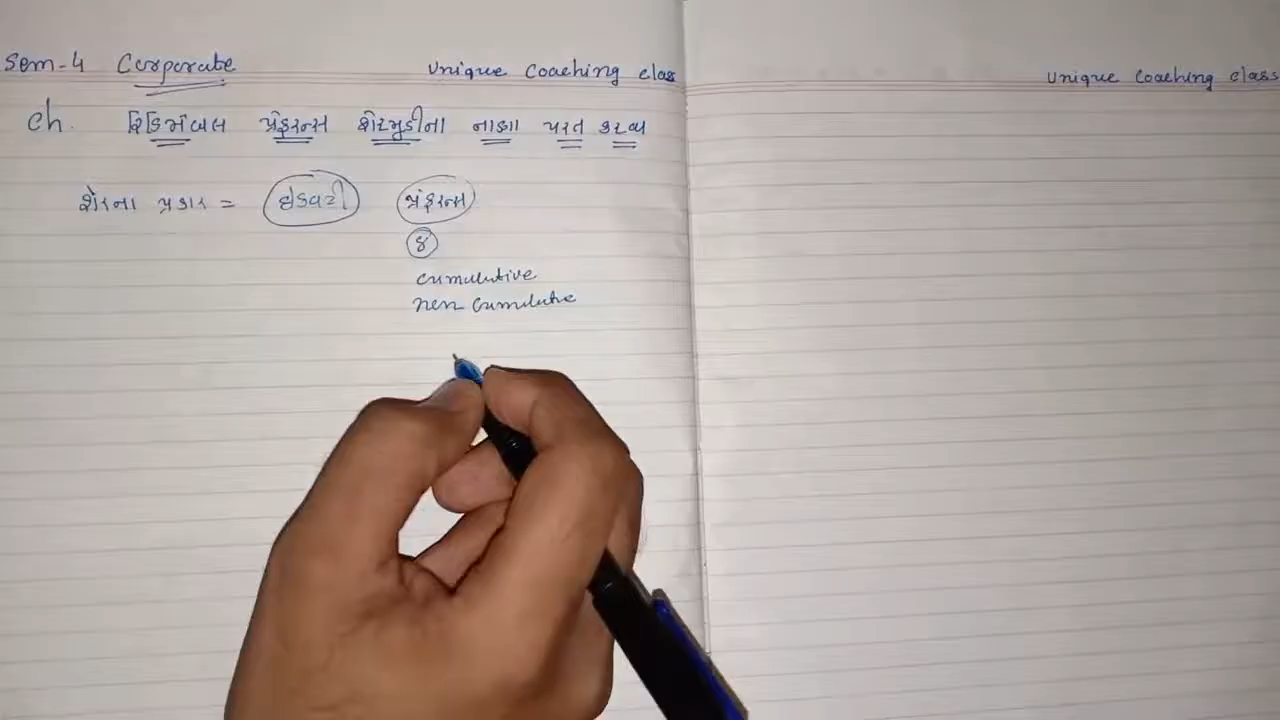 Sem-4 Corporate
Unique Coaching class
Ch. રિડિમેબલ પ્રેફરન્સ શેરમુડીના નાણા પરત કરવા
શેરના પ્રકાર = ઈક્વિટી પ્રેફરન્સ
8
cumulative
non cumulative
Unique Coaching class